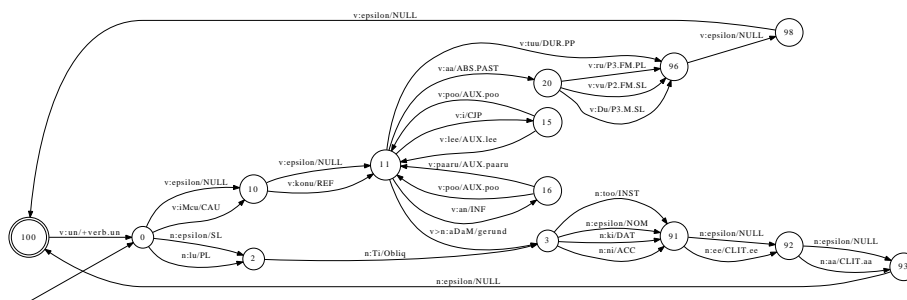 v:epsilon/NULL
98
v:epsilon/NULL
v:tuu/DUR.PP
96
v:ru/P3.FM.PL
v:aa/ABS.PAST
20
v:vu/P2.FM.SL
v:poo/AUX.poo
v:Du/P3.M.SL
v:i/CJP
15
v:lee/AUX.lee
v:epsilon/NULL
11
v:paaru/AUX.paaru
v:epsilon/NULL
10
v:konu/REF
v:poo/AUX.poo
16
n:too/INST
v:iMcu/CAU
v:an/INF
n:epsilon/NOM
100
v:un/+verb.un
0
n:epsilon/SL
v>n:aDaM/gerund
3
n:ki/DAT
91
n:epsilon/NULL
92
n:epsilon/NULL
n:lu/PL
2
n:Ti/Obliq
n:ni/ACC
n:ee/CLIT.ee
n:aa/CLIT.aa
93
n:epsilon/NULL